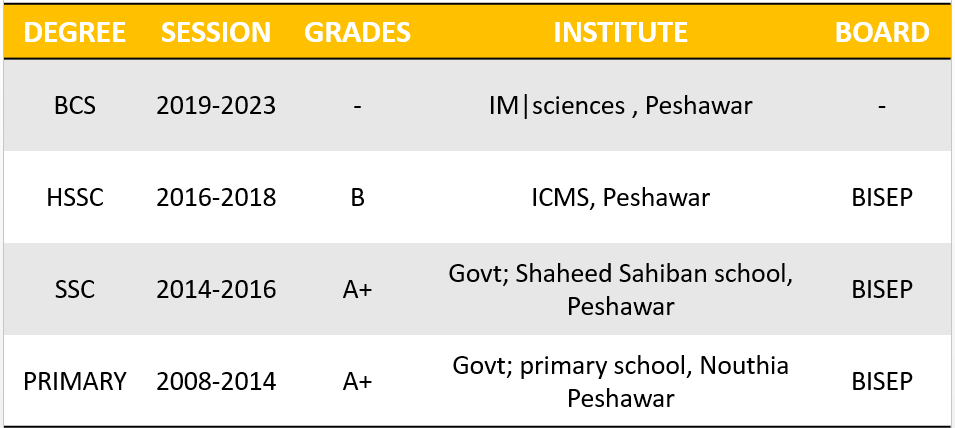 DEGREE SESSION GRADES INSTITUTE BOARD
BCS 2019-2023 - IM|sciences , Peshawar -
HSSC 2016-2018 B ICMS, Peshawar BISEP
SSC 2014-2016 A+ Govt; Shaheed Sahiban school,
Peshawar BISEP
PRIMARY 2008-2014 A+ Govt; primary school, Nouthia
Peshawar BISEP